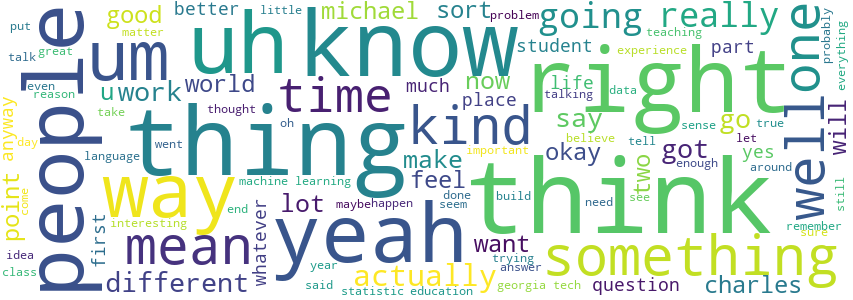 put
good
better
little
problem
going
really
one
probably
people
um
uh
know
michael
sort
student
experience
teaching
part
everything
talk
great
matter
even
reason
u
work
world
time
much
now
life
data
right
well
will
anyway
day
take
thought
oh
kind
place
say
talking
sense
go
true
believe
tell
let
thing
language
went
make
okay
two
got
yes
important
enough
around
way
machine learning
feel
think
see
still
point
come
first
interesting
end
lot
maybe
happen
done
seem
build
need
remember
yeah
want
something
sure
idea
mean
whatever
trying
answer
class
different
year
actually
said
statistic
education
georgia tech
question
charles